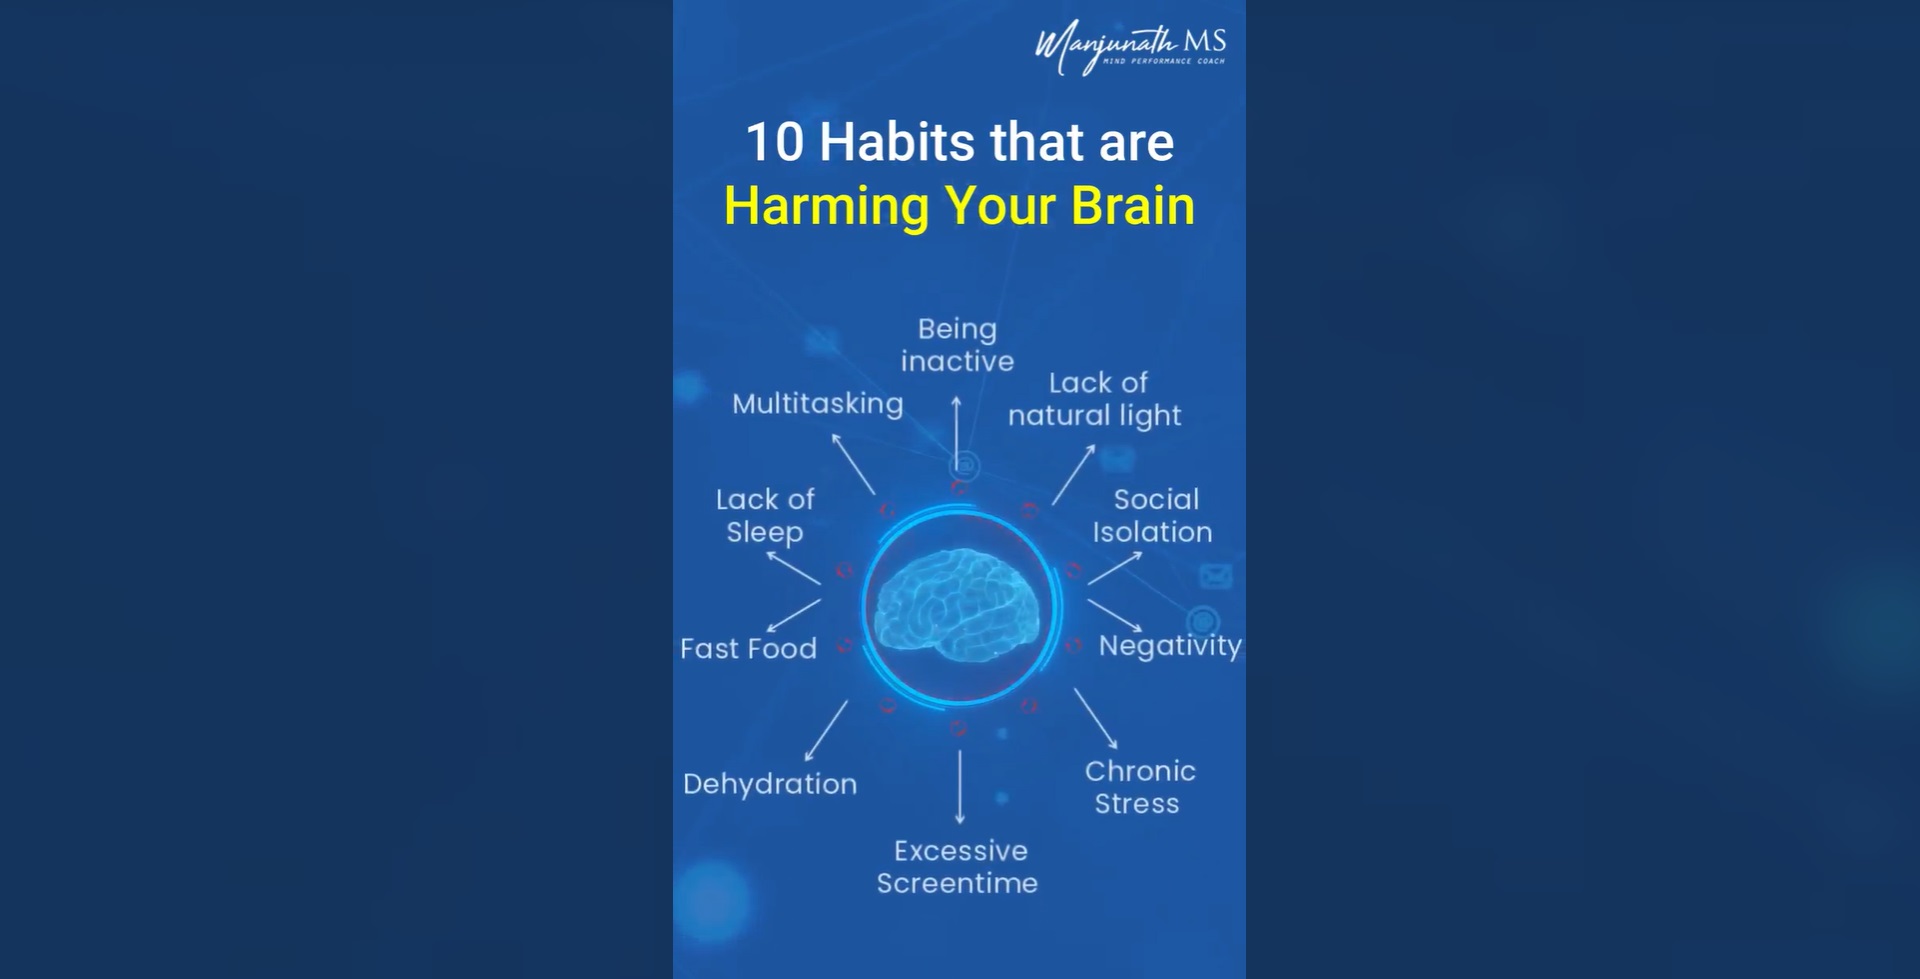 Manjunath MS
MIND PERFORMANCE COACH
10 Habits that are
Harming Your Brain
Being
inactive
Lack of
natural light
Multitasking
Lack of
Sleep
Social
Isolation
Fast Food
Negativity
Dehydration
Chronic
Stress
Excessive
Screentime